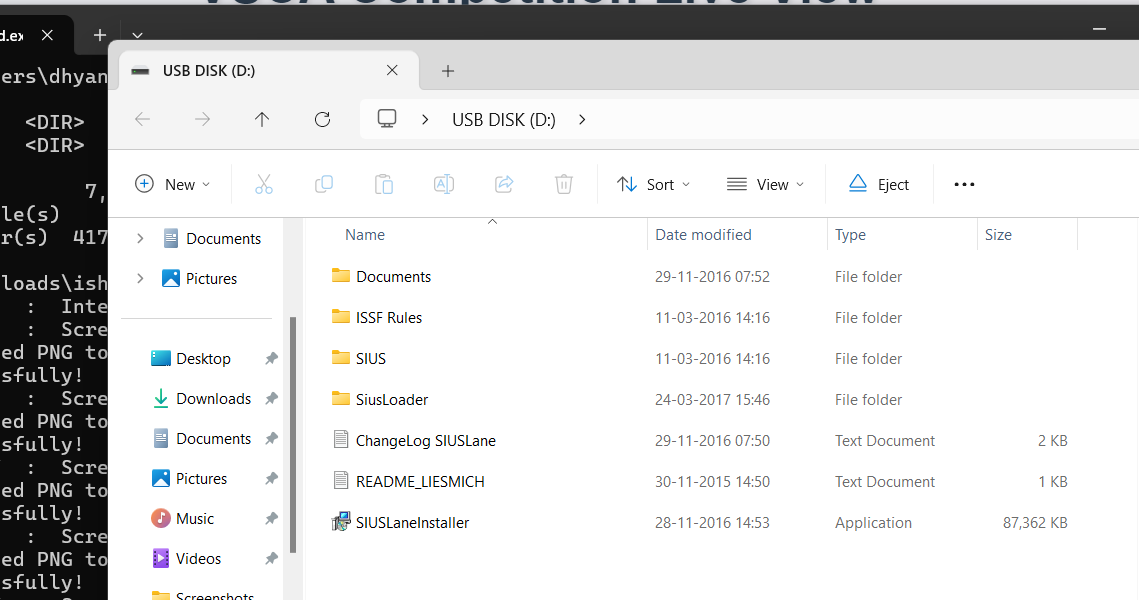 d.ex
ers\dhyan
<DIR>
<DIR>
7,
le(s)
r(s) 417
loads\ish
: Inte
: Scre
ed PNG to
sfully!
: Scre
ed PNG to
sfully!
: Scre
ed PNG to
sfully!
: Scre
ed PNG to
sfully!
USB DISK (D:)
USB DISK (D:)
New
Sort
View
Eject
Documents
Pictures
Desktop
Downloads
Documents
Pictures
Music
Videos
Screenshots
Name Date modified Type Size
Documents 29-11-2016 07:52 File folder
ISSF Rules 11-03-2016 14:16 File folder
SIUS 11-03-2016 14:16 File folder
SiusLoader 24-03-2017 15:46 File folder
ChangeLog SIUSLane 29-11-2016 07:50 Text Document 2 KB
README_LIESMICH 30-11-2015 14:50 Text Document 1 KB
SIUSLaneInstaller 28-11-2016 14:53 Application 87,362 KB